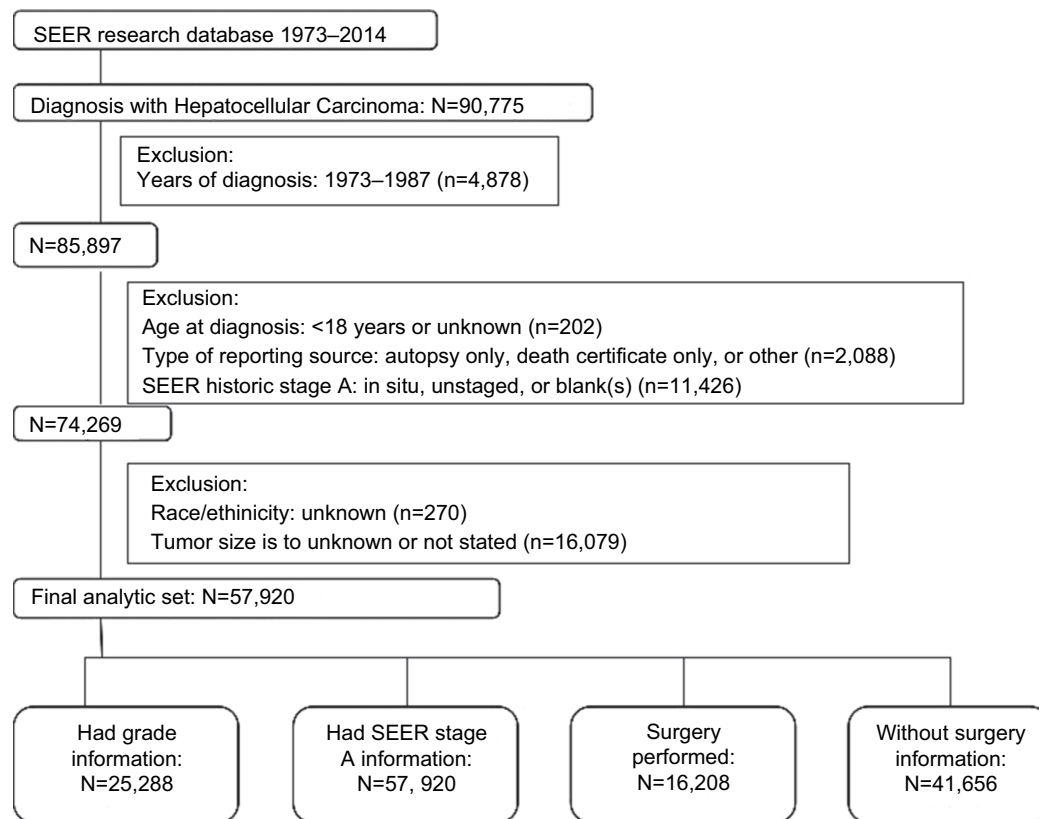 SEER research database 1973–2014
Diagnosis with Hepatocellular Carcinoma: N=90,775
Exclusion:
Years of diagnosis: 1973–1987 (n=4,878)
N=85,897
Exclusion:
Age at diagnosis: <18 years or unknown (n=202)
Type of reporting source: autopsy only, death certificate only, or other (n=2,088)
SEER historic stage A: in situ, unstaged, or blank(s) (n=11,426)
N=74,269
Exclusion:
Race/ethinicity: unknown (n=270)
Tumor size is to unknown or not stated (n=16,079)
Final analytic set: N=57,920
Had grade
information:
N=25,288
Had SEER stage
A information:
N=57, 920
Surgery
performed:
N=16,208
Without surgery
information:
N=41,656